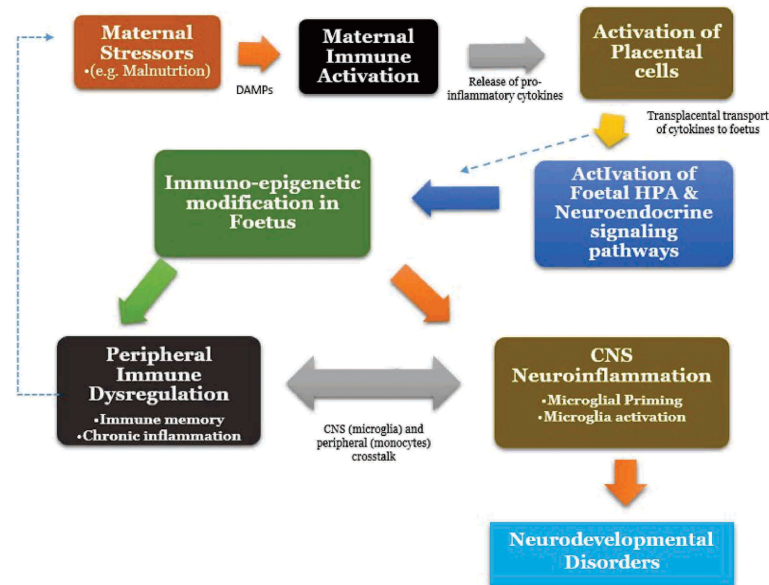 Maternal
Stressors
•(e.g. Malnutrtion)
DAMPs
Maternal
Immune
Activation
Release of pro-
inflammatory cytokines
Activation of
Placental
cells
Transplacental transport
of cytokines to foetus
ActIvation of
Foetal HPA &
Neuroendocrine
signaling
pathways
Immuno-epigenetic
modification in
Foetus
Peripheral
Immune
Dysregulation
•Immune memory
•Chronic inflammation
CNS (microglia) and
peripheral (monocytes)
crosstalk
CNS
Neuroinflammation
•Microglial Priming
•Microglia activation
Neurodevelopmental
Disorders